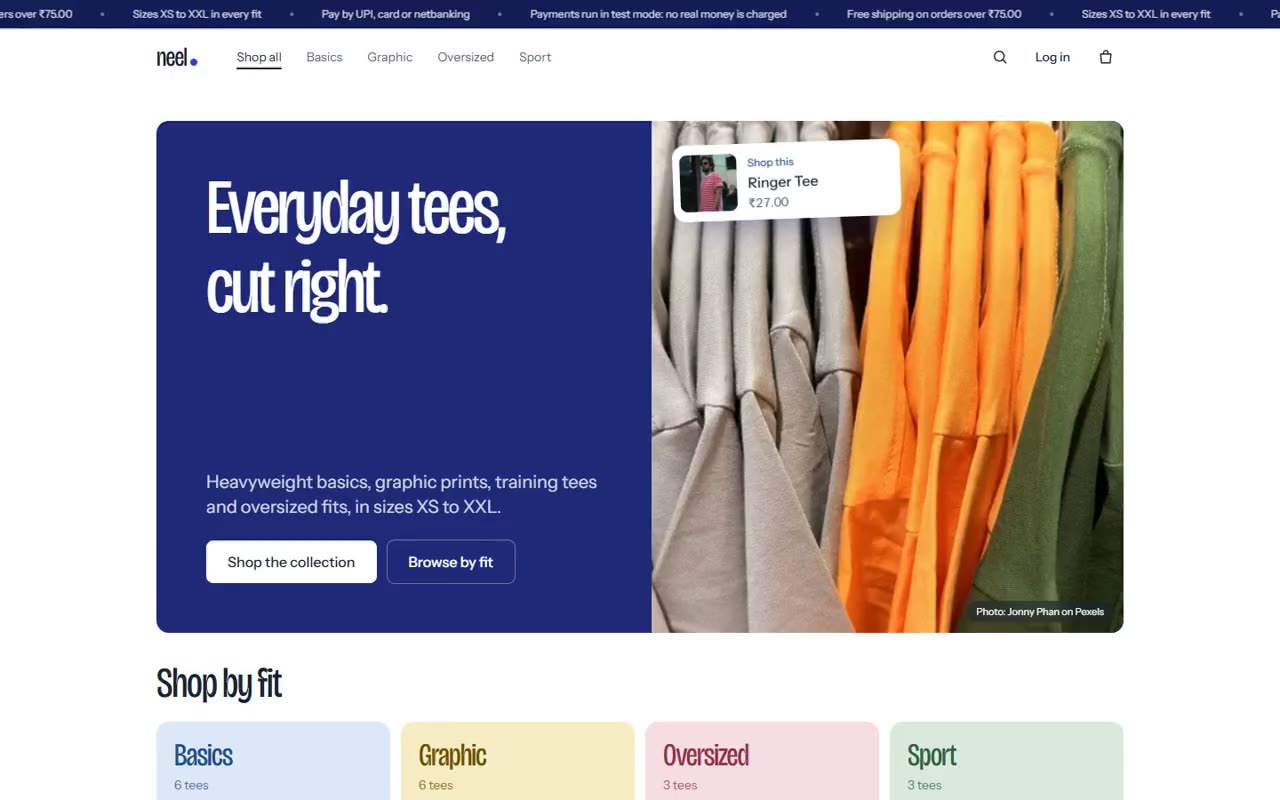 ers over ₹75.00 • Sizes XS to XXL in every fit • Pay by UPI, card or netbanking • Payments run in test mode: no real money is charged • Free shipping on orders over ₹75.00 • Sizes XS to XXL in every fit •
neel. Shop all Basics Graphic Oversized Sport Log in
Everyday tees,
cut right.
Shop this
Ringer Tee
₹27.00
Heavyweight basics, graphic prints, training tees
and oversized fits, in sizes XS to XXL.
Shop the collection Browse by fit
Photo: Jonny Phan on Pexels
Shop by fit
Basics Graphic Oversized Sport
6 tees 6 tees 3 tees 3 tees